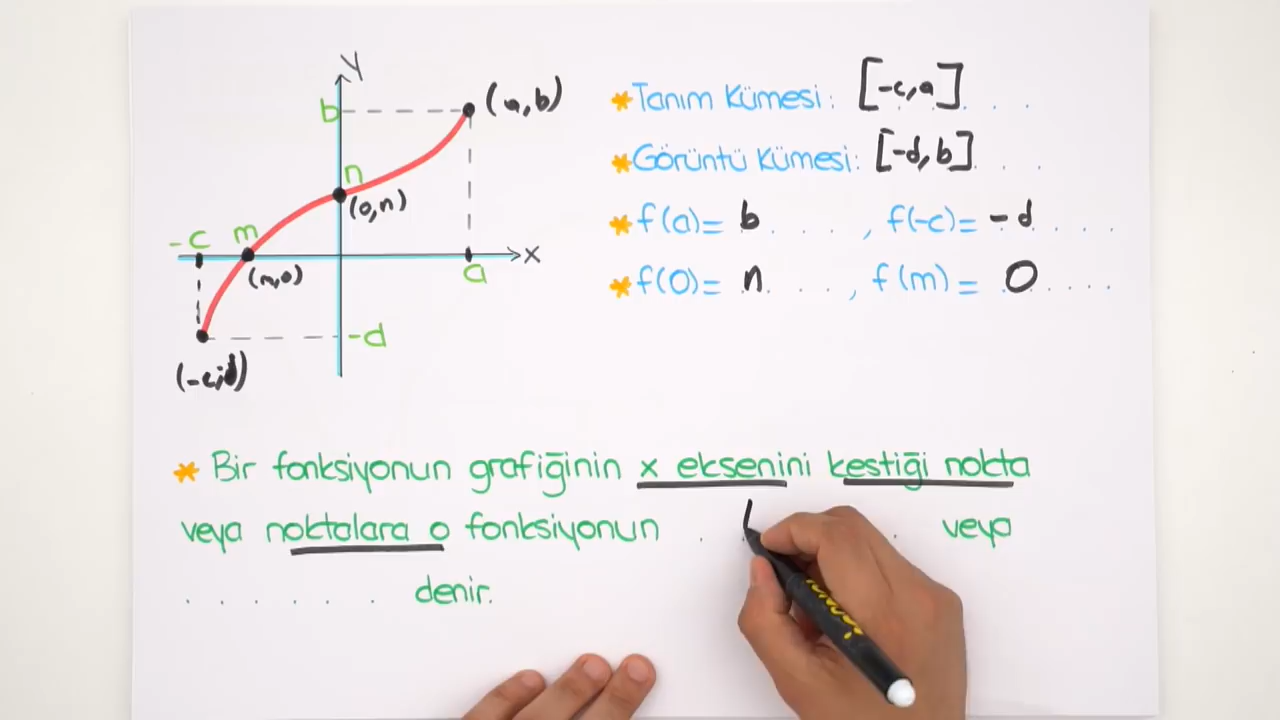 y
b
(a,b)
n
(0,n)
-c
m
(m,0)
a
x
-d
*Tanım Kümesi: [-c,a]
*Görüntü Kümesi: [-d,b]
*f(a)= b , f(-c)= -d
*f(0)= n , f(m)= 0
* Bir fonksiyonun grafiğinin x eksenini kestiği nokta
veya noktalara o fonksiyonun . . veya
. . . . . denir.